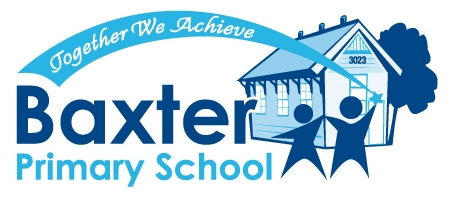 Together We Achieve
3023
Baxter
Primary School